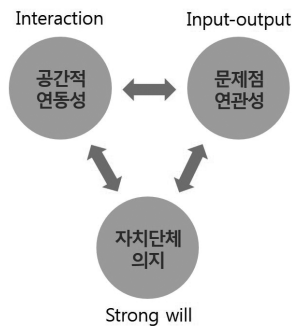 Interaction
Input-output
공간적
연동성
문제점
연관성
자치단체
의지
Strong will